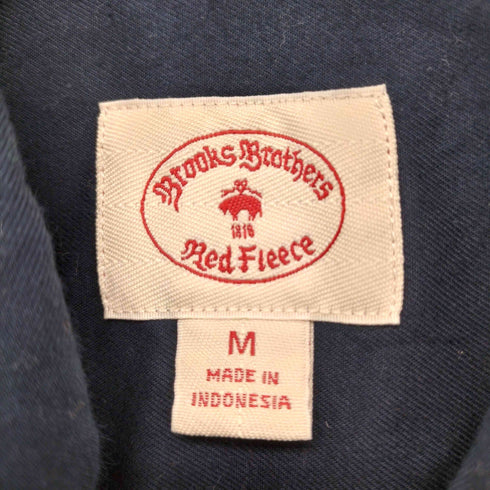 Brooks Brothers
1818
Red Fleece
M
MADE IN
INDONESIA